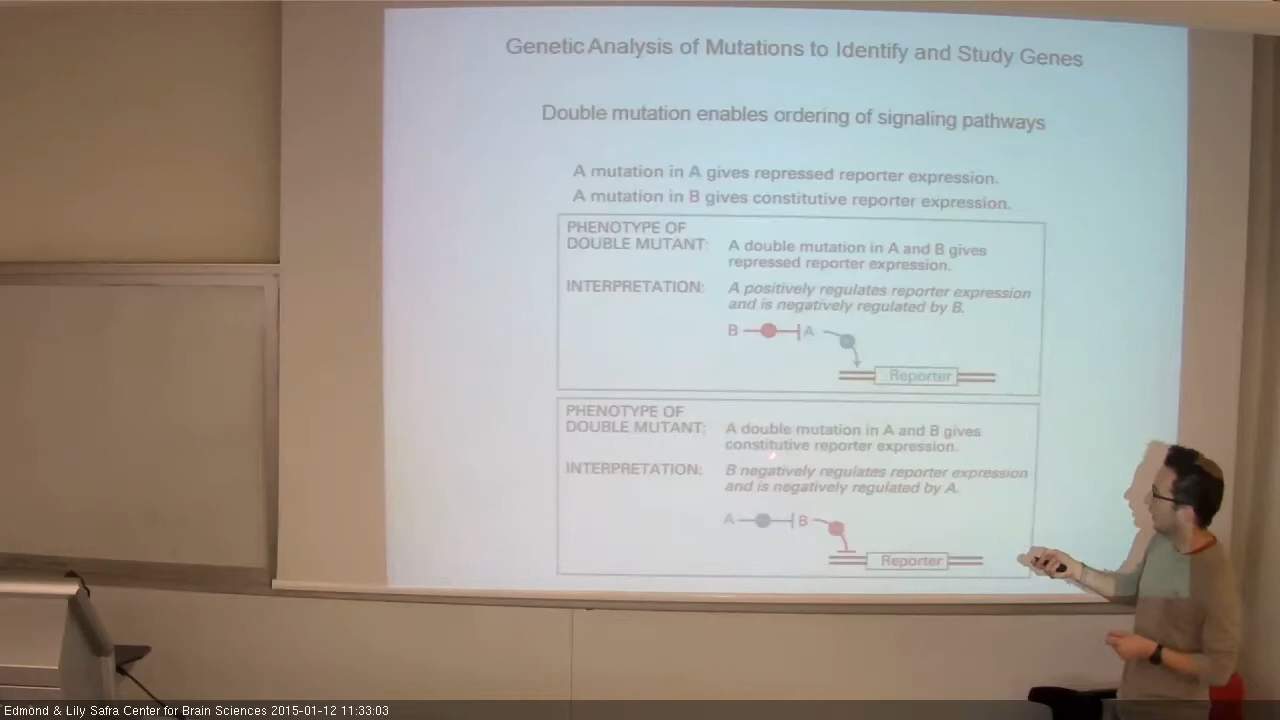 Genetic Analysis of Mutations to Identify and Study Genes
Double mutation enables ordering of signaling pathways
A mutation in A gives repressed reporter expression.
A mutation in B gives constitutive reporter expression.
PHENOTYPE OF
DOUBLE MUTANT: A double mutation in A and B gives
repressed reporter expression.
INTERPRETATION: A positively regulates reporter expression
and is negatively regulated by B.
B A
Reporter
PHENOTYPE OF
DOUBLE MUTANT: A double mutation in A and B gives
constitutive reporter expression.
INTERPRETATION: B negatively regulates reporter expression
and is negatively regulated by A.
A B
Reporter
Edmond & Lily Safra Center for Brain Sciences 2015-01-12 11:33:03